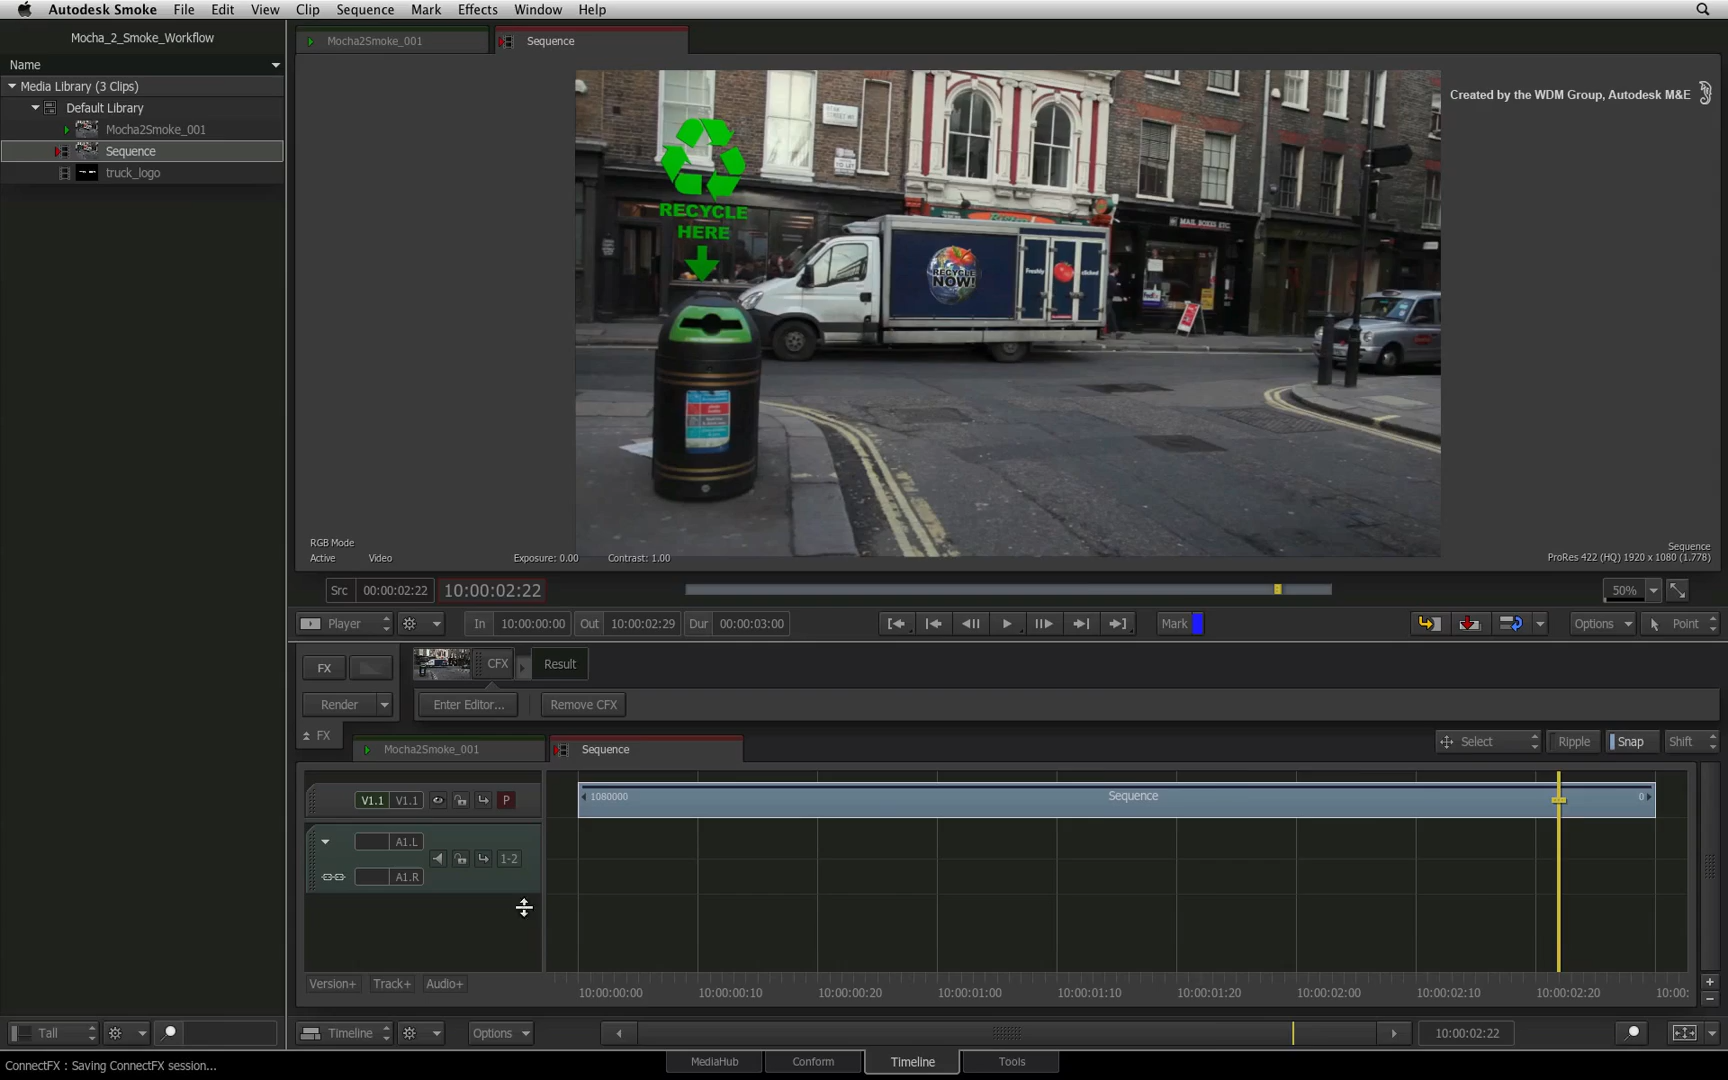 Autodesk Smoke File Edit View Clip Sequence Mark Effects Window Help
Mocha_2_Smoke_Workflow
Name
Media Library (3 Clips)
Default Library
Mocha2Smoke_001
Sequence
truck_logo
Mocha2Smoke_001
Sequence
Created by the WDM Group, Autodesk M&E
RECYCLE
HERE
RECYCLE
NOW!
Freshly
MAIL BOXES ETC
FedEx
RGB Mode
Active Video Exposure: 0.00 Contrast: 1.00
Sequence
ProRes 422 (HQ) 1920 x 1080 (1.778)
Src 00:00:02:22 10:00:02:22 50%
Player In 10:00:00:00 Out 10:00:02:29 Dur 00:00:03:00 Mark Options Point
FX CFX Result
Render Enter Editor... Remove CFX
FX Mocha2Smoke_001 Sequence Select Ripple Snap Shift
V1.1 V1.1 P 1080000 Sequence 0
A1.L
1-2
A1.R
Version+ Track+ Audio+
10:00:00:00 10:00:00:10 10:00:00:20 10:00:01:00 10:00:01:10 10:00:01:20 10:00:02:00 10:00:02:10 10:00:02:20 10:00:
Tall Timeline Options 10:00:02:22
ConnectFX : Saving ConnectFX session... MediaHub Conform Timeline Tools